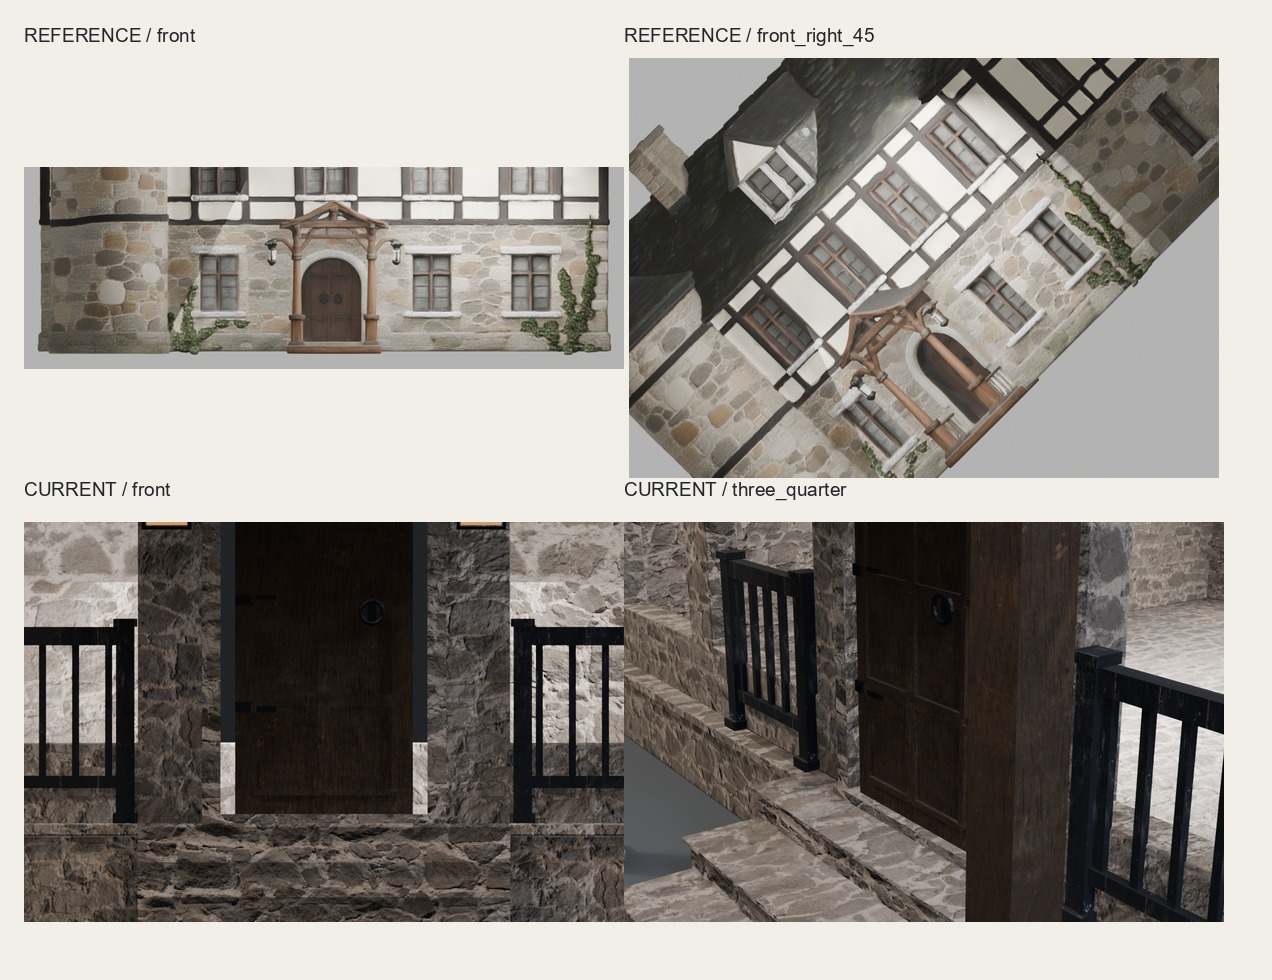 REFERENCE / front
REFERENCE / front_right_45
CURRENT / front
CURRENT / three_quarter